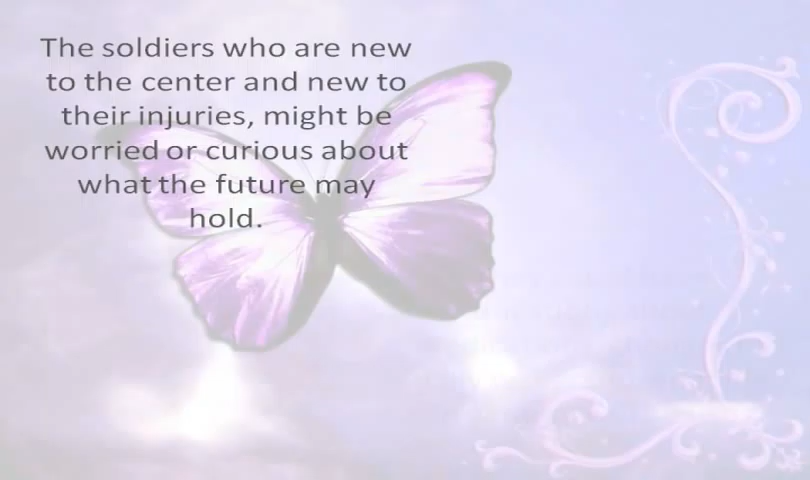 The soldiers who are new
to the center and new to
their injuries, might be
worried or curious about
what the future may
hold.